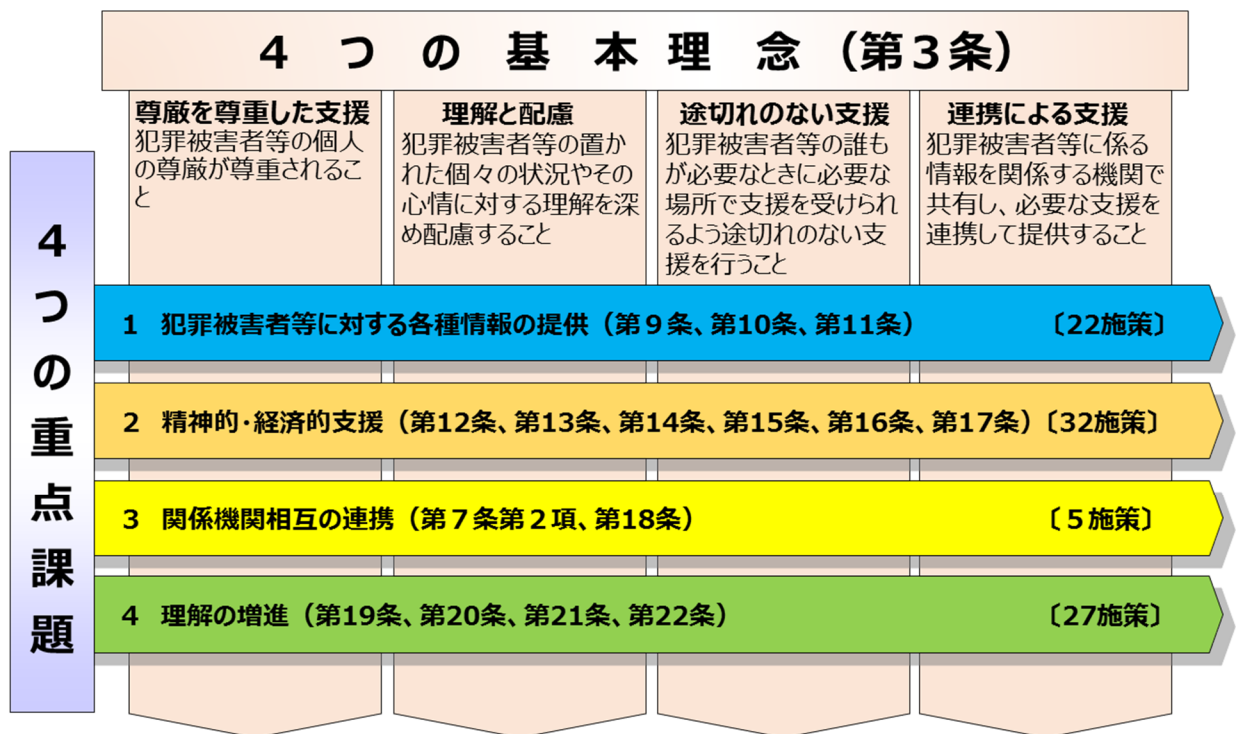 ４つの基本理念（第３条）
尊厳を尊重した支援
犯罪被害者等の個人
の尊厳が尊重されるこ
と
理解と配慮
犯罪被害者等の置か
れた個々の状況やその
心情に対する理解を深
め配慮すること
途切れのない支援
犯罪被害者等の誰も
が必要なときに必要な
場所で支援を受けられ
るよう途切れのない支
援を行うこと
連携による支援
犯罪被害者等に係る
情報を関係する機関で
共有し、必要な支援を
連携して提供すること
４つの重点課題
1 犯罪被害者等に対する各種情報の提供（第９条、第10条、第11条） 〔22施策〕
2 精神的・経済的支援（第12条、第13条、第14条、第15条、第16条、第17条）〔32施策〕
3 関係機関相互の連携（第７条第２項、第18条） 〔５施策〕
4 理解の増進（第19条、第20条、第21条、第22条） 〔27施策〕